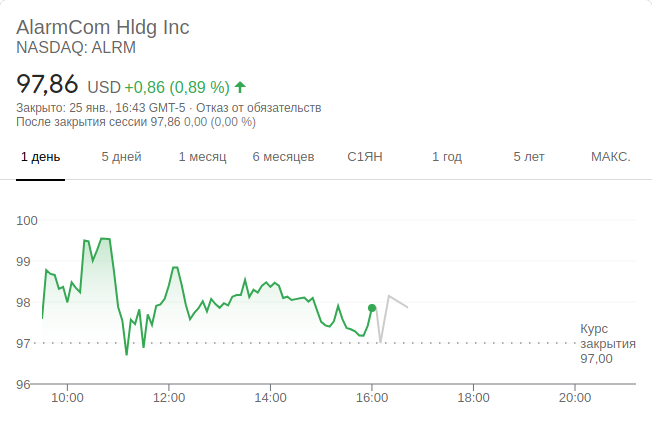 AlarmCom Hldg Inc
NASDAQ: ALRM
97,86 USD +0,86 (0,89 %)
Закрыто: 25 янв., 16:43 GMT-5 · Отказ от обязательств
После закрытия сессии 97,86 0,00 (0,00 %)
1 день 5 дней 1 месяц 6 месяцев С1ЯН 1 год 5 лет МАКС.
100
99
98
97
96
Курс
закрытия
97,00
10:00 12:00 14:00 16:00 18:00 20:00